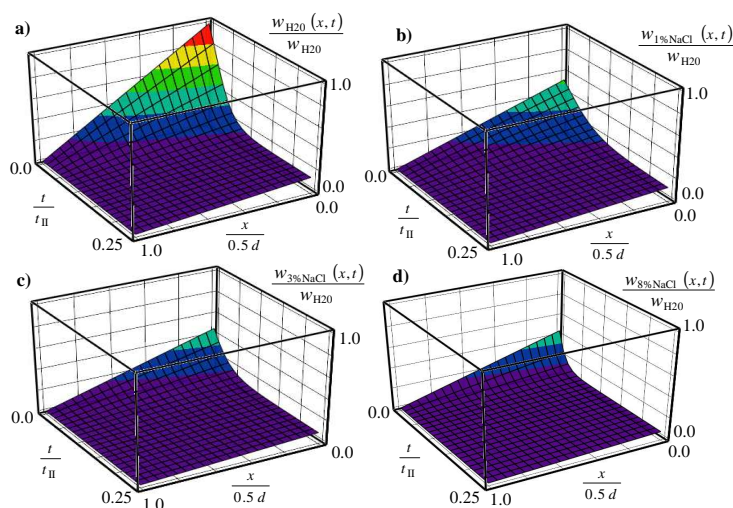 a)
w_H20 (x, t)
w_H20
1.0
0.0
0.0
0.0
t
t_II
0.25
1.0
x
0.5 d
b)
w_1%NaCl (x, t)
w_H20
1.0
0.0
0.0
0.0
t
t_II
0.25
1.0
x
0.5 d
c)
w_3%NaCl (x, t)
w_H20
1.0
0.0
0.0
t
t_II
0.25
1.0
x
0.5 d
d)
w_8%NaCl (x, t)
w_H20
1.0
0.0
0.0
0.0
t
t_II
0.25
1.0
x
0.5 d